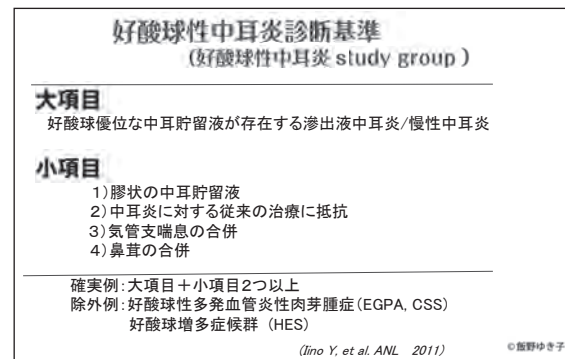 好酸球性中耳炎診断基準
(好酸球性中耳炎 study group )
大項目
好酸球優位な中耳貯留液が存在する滲出液中耳炎/慢性中耳炎
小項目
1)膠状の中耳貯留液
2)中耳炎に対する従来の治療に抵抗
3)気管支喘息の合併
4)鼻茸の合併
確実例:大項目＋小項目2つ以上
除外例:好酸球性多発血管炎性肉芽腫症(EGPA, CSS)
好酸球増多症候群 (HES)
(Iino Y, et al. ANL 2011)
©飯野ゆき子